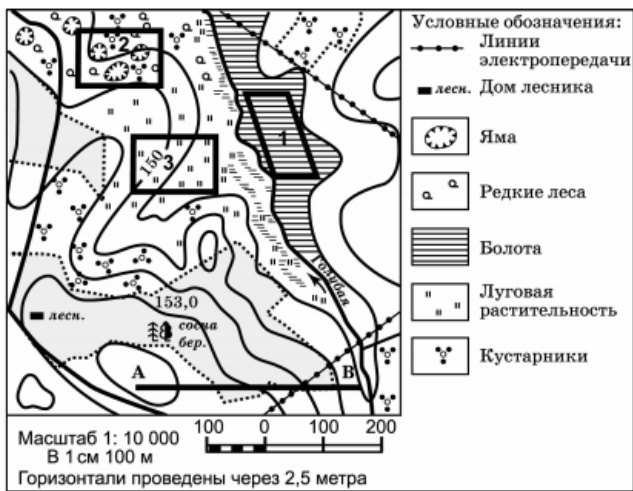 Условные обозначения:
Линии
электропередачи
лесн. Дом лесника
Яма
Редкие леса
Болота
Луговая
растительность
Кустарники
2
1
150
3
Голубая
153,0
лесн.
сосна
бер.
А
В
Масштаб 1: 10 000
В 1 см 100 м
100 0 100 200
Горизонтали проведены через 2,5 метра